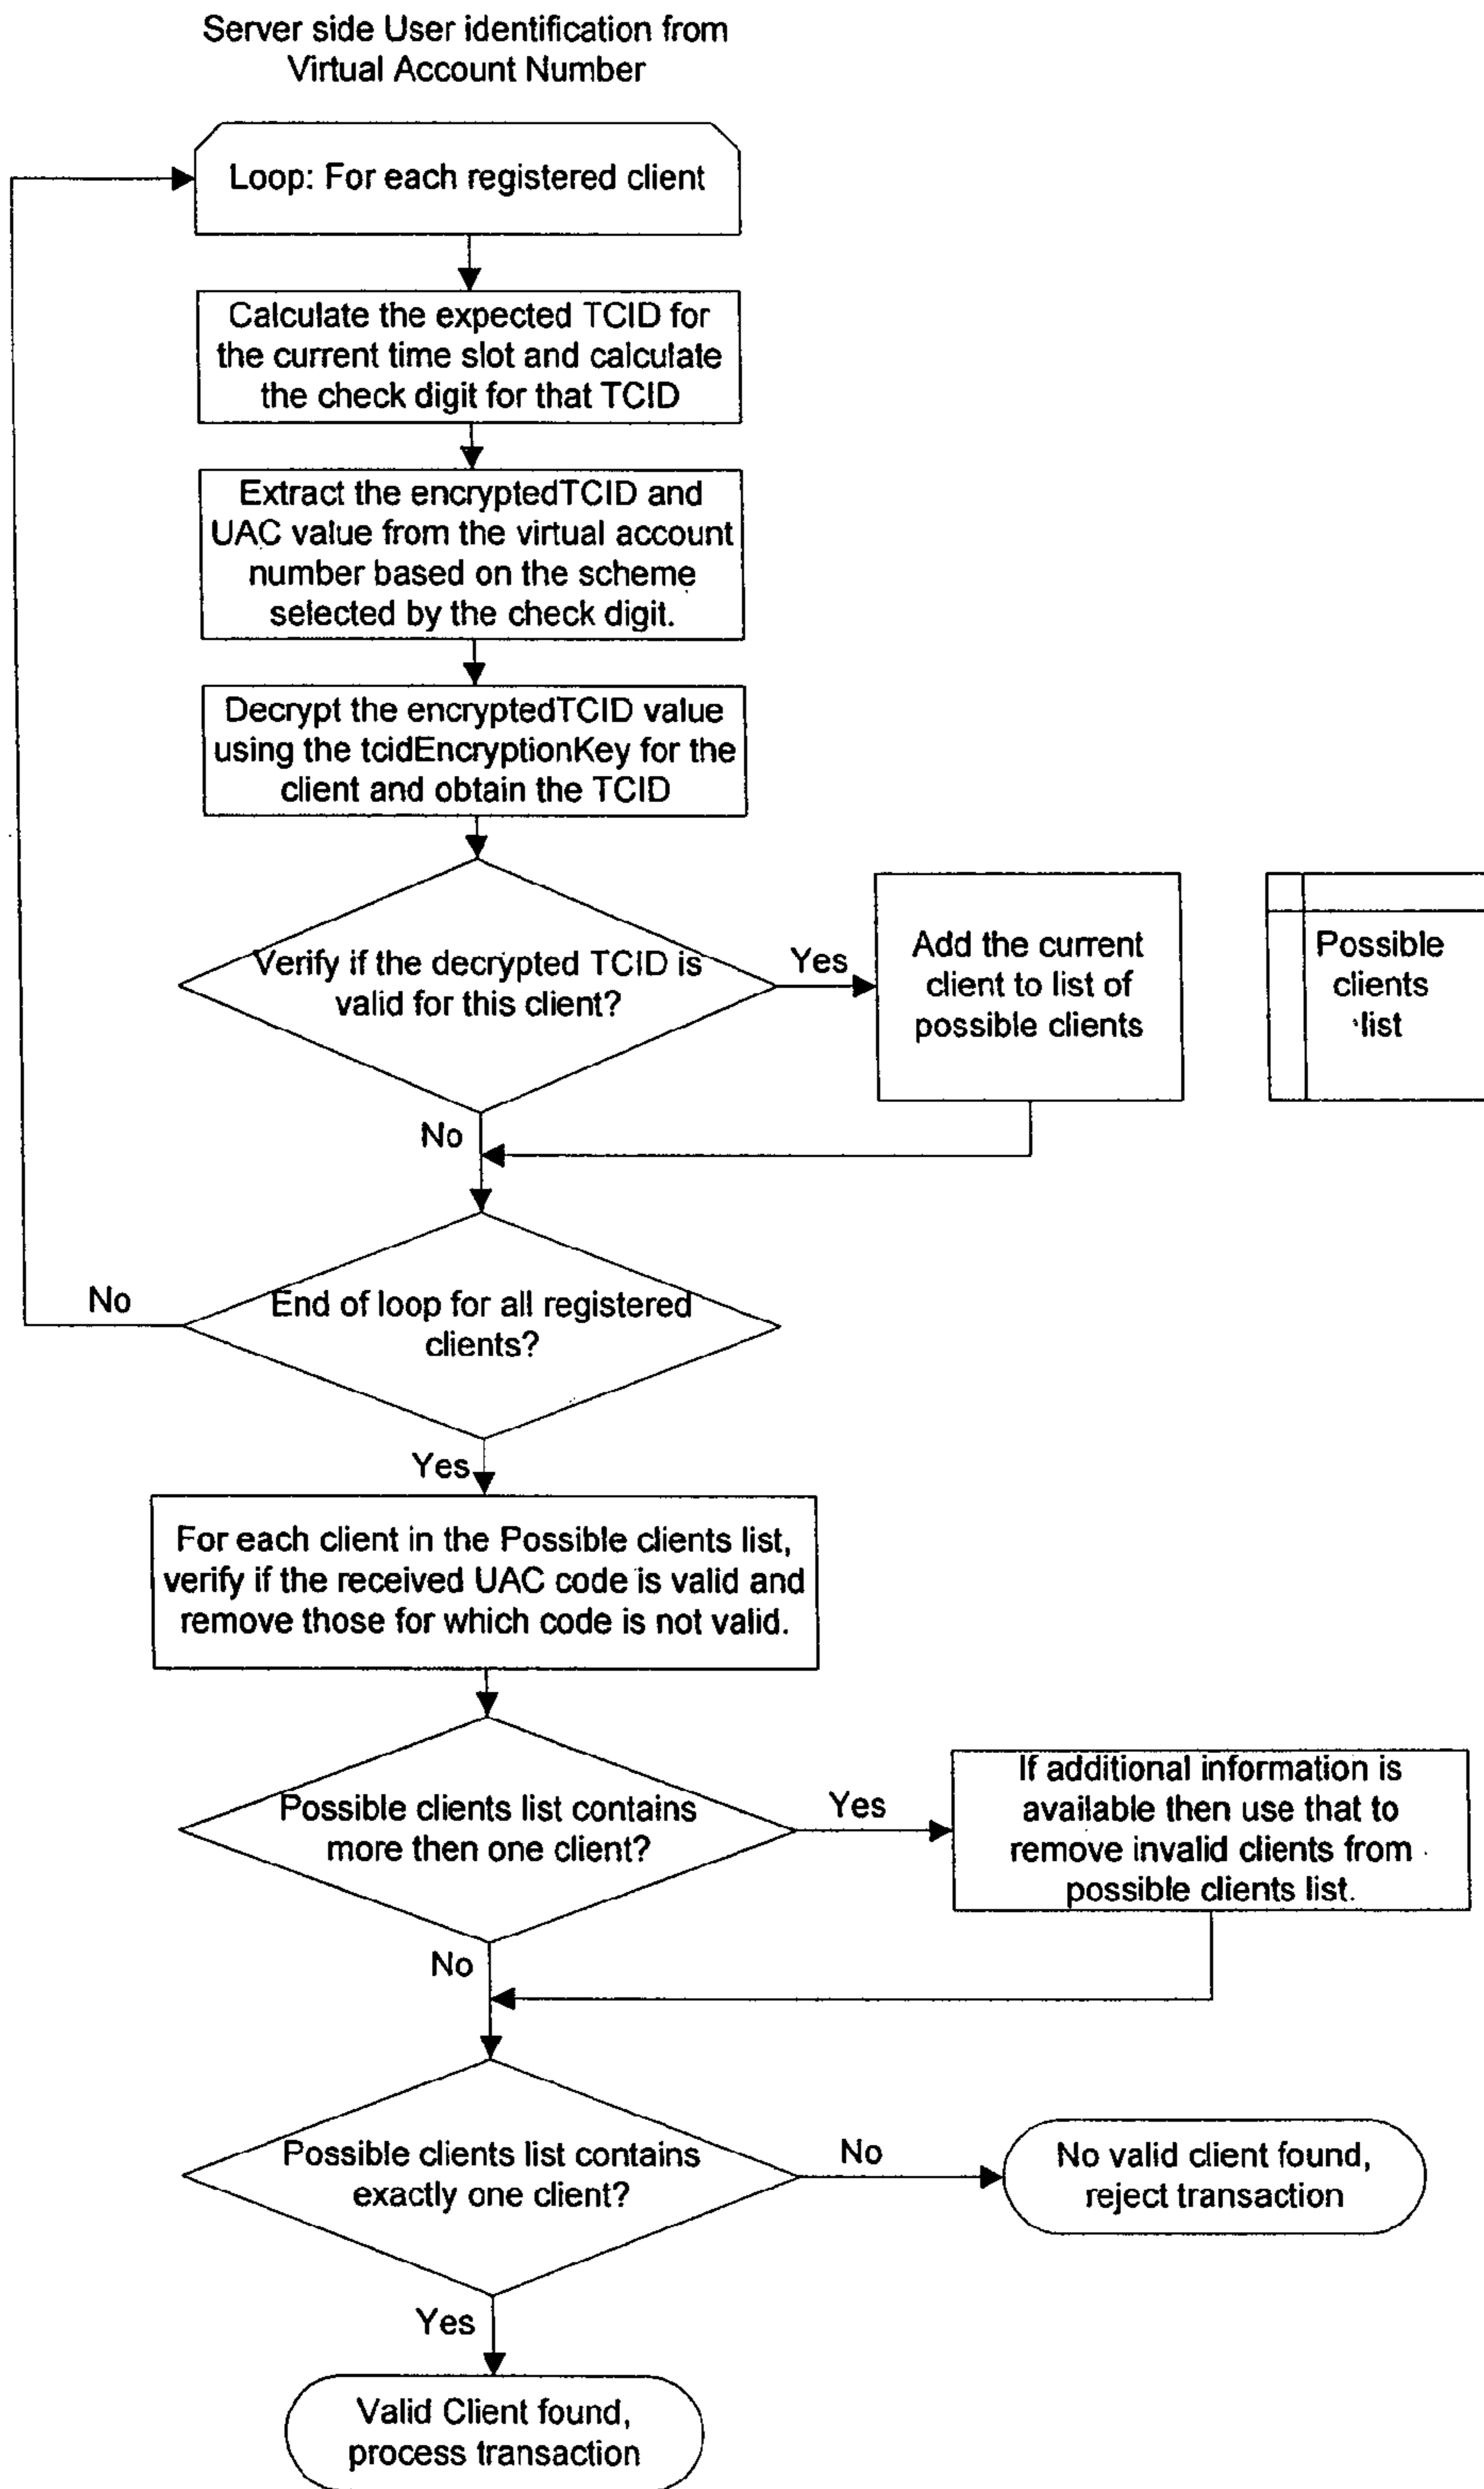 Server side User identification from
Virtual Account Number
Loop: For each registered client
Calculate the expected TCID for
the current time slot and calculate
the check digit for that TCID
Extract the encryptedTCID and
UAC value from the virtual account
number based on the scheme
selected by the check digit.
Decrypt the encryptedTCID value
using the tcidEncryptionKey for the
client and obtain the TCID
Verify if the decrypted TCID is
valid for this client?
Yes
Add the current
client to list of
possible clients
Possible
clients
list
No
End of loop for all registered
clients?
No
Yes
For each client in the Possible clients list,
verify if the received UAC code is valid and
remove those for which code is not valid.
Possible clients list contains
more then one client?
Yes
If additional information is
available then use that to
remove invalid clients from
possible clients list.
No
Possible clients list contains
exactly one client?
No
No valid client found,
reject transaction
Yes
Valid Client found,
process transaction